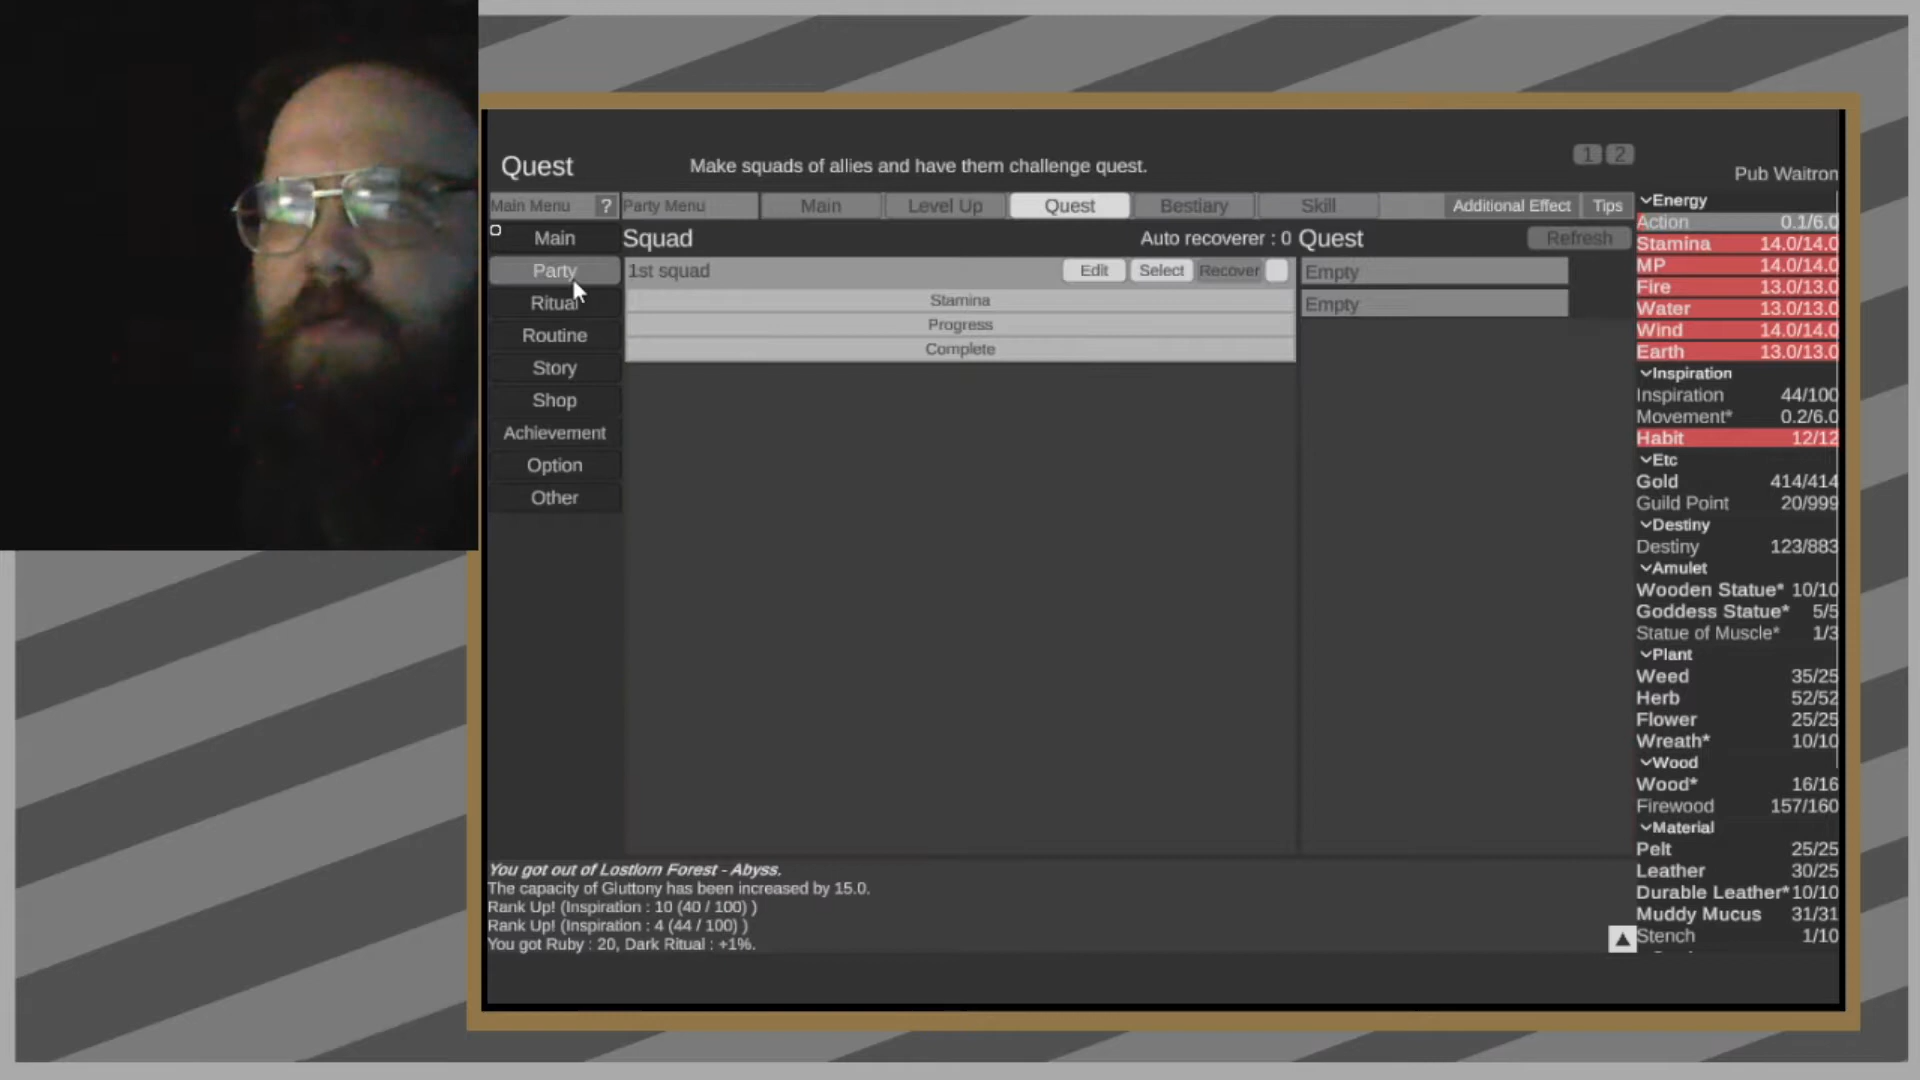 Quest
Make squads of allies and have them challenge quest.
1 2
Pub Waitron
Main Menu ? Party Menu Main Level Up Quest Bestiary Skill Additional Effect Tips
Main
Party
Ritual
Routine
Story
Shop
Achievement
Option
Other
Squad Auto recoverer : 0
1st squad Edit Select Recover
Stamina
Progress
Complete
Quest Refresh
Empty
Empty
Energy
Action 0.1/6.0
Stamina 14.0/14.0
MP 14.0/14.0
Fire 13.0/13.0
Water 13.0/13.0
Wind 14.0/14.0
Earth 13.0/13.0
Inspiration
Inspiration 44/100
Movement* 0.2/6.0
Habit 12/12
Etc
Gold 414/414
Guild Point 20/999
Destiny
Destiny 123/883
Amulet
Wooden Statue* 10/10
Goddess Statue* 5/5
Statue of Muscle* 1/3
Plant
Weed 35/25
Herb 52/52
Flower 25/25
Wreath* 10/10
Wood
Wood* 16/16
Firewood 157/160
Material
Pelt 25/25
Leather 30/25
Durable Leather* 10/10
Muddy Mucus 31/31
Stench 1/10
You got out of Lostlorn Forest - Abyss.
The capacity of Gluttony has been increased by 15.0.
Rank Up! (Inspiration : 10 (40 / 100) )
Rank Up! (Inspiration : 4 (44 / 100) )
You got Ruby : 20, Dark Ritual : +1%.